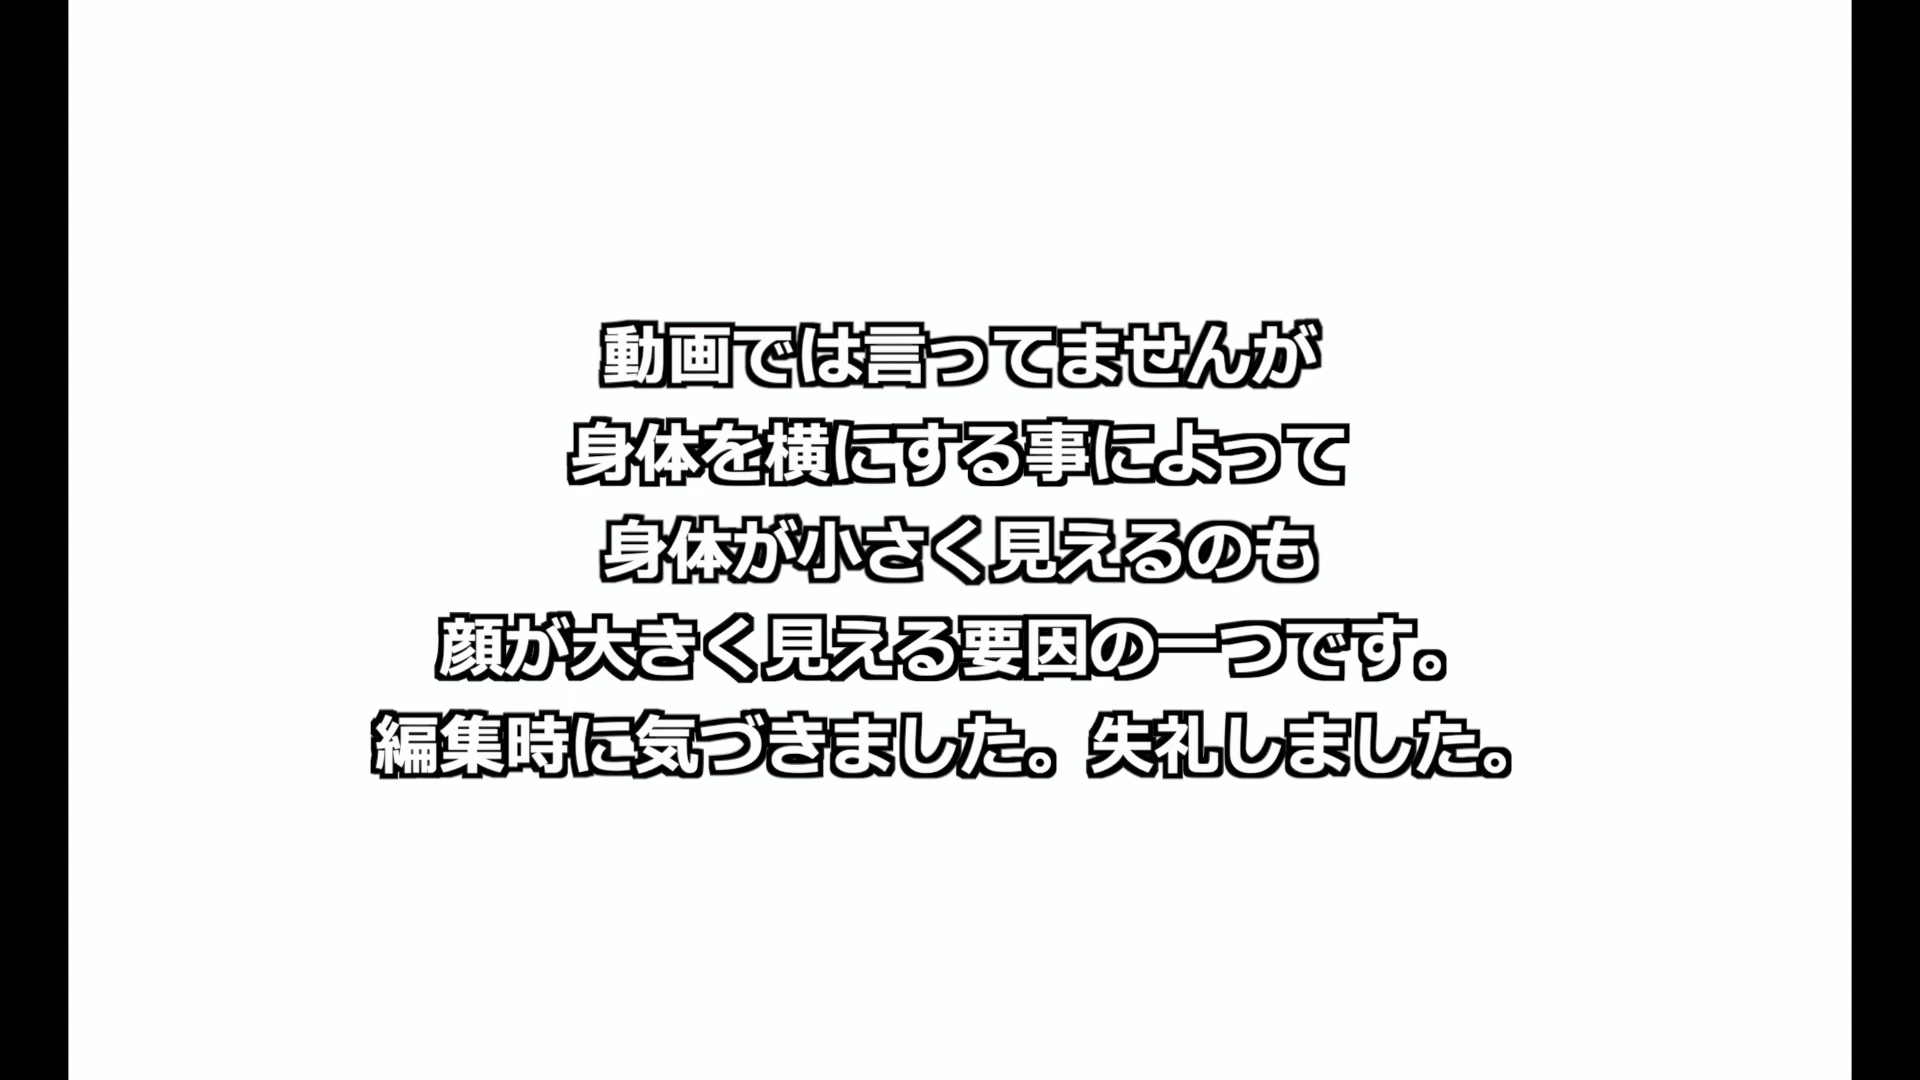 動画では言ってませんが
身体を横にする事によって
身体が小さく見えるのも
顔が大きく見える要因の一つです。
編集時に気づきました。失礼しました。